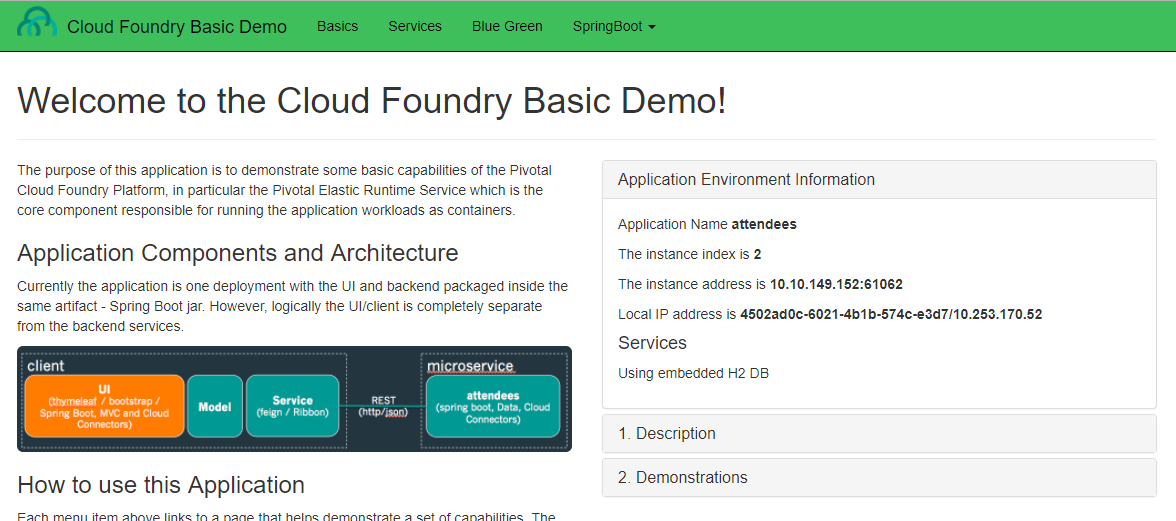 Cloud Foundry Basic Demo Basics Services Blue Green SpringBoot
Welcome to the Cloud Foundry Basic Demo!
The purpose of this application is to demonstrate some basic capabilities of the Pivotal
Cloud Foundry Platform, in particular the Pivotal Elastic Runtime Service which is the
core component responsible for running the application workloads as containers.
Application Components and Architecture
Currently the application is one deployment with the UI and backend packaged inside the
same artifact - Spring Boot jar. However, logically the UI/client is completely separate
from the backend services.
client
UI
(thymeleaf / bootstrap /
Spring Boot, MVC and Cloud
Connectors)
Model
Service
(feign / Ribbon)
REST
(http/json)
microservice
attendees
(spring boot, Data, Cloud
Connectors)
How to use this Application
Each menu item above links to a page that helps demonstrate a set of capabilities. The
Application Environment Information
Application Name attendees
The instance index is 2
The instance address is 10.10.149.152:61062
Local IP address is 4502ad0c-6021-4b1b-574c-e3d7/10.253.170.52
Services
Using embedded H2 DB
1. Description
2. Demonstrations